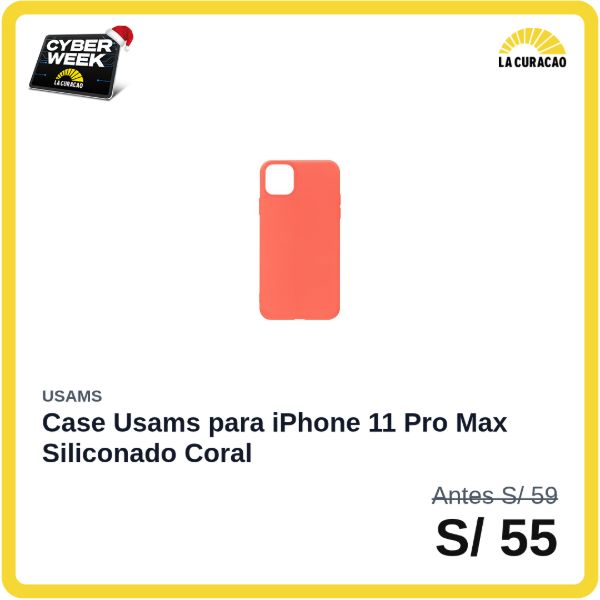 CYBER
WEEK
LA CURACAO
LA CURACAO
USAMS
Case Usams para iPhone 11 Pro Max
Siliconado Coral
Antes S/ 59
S/ 55